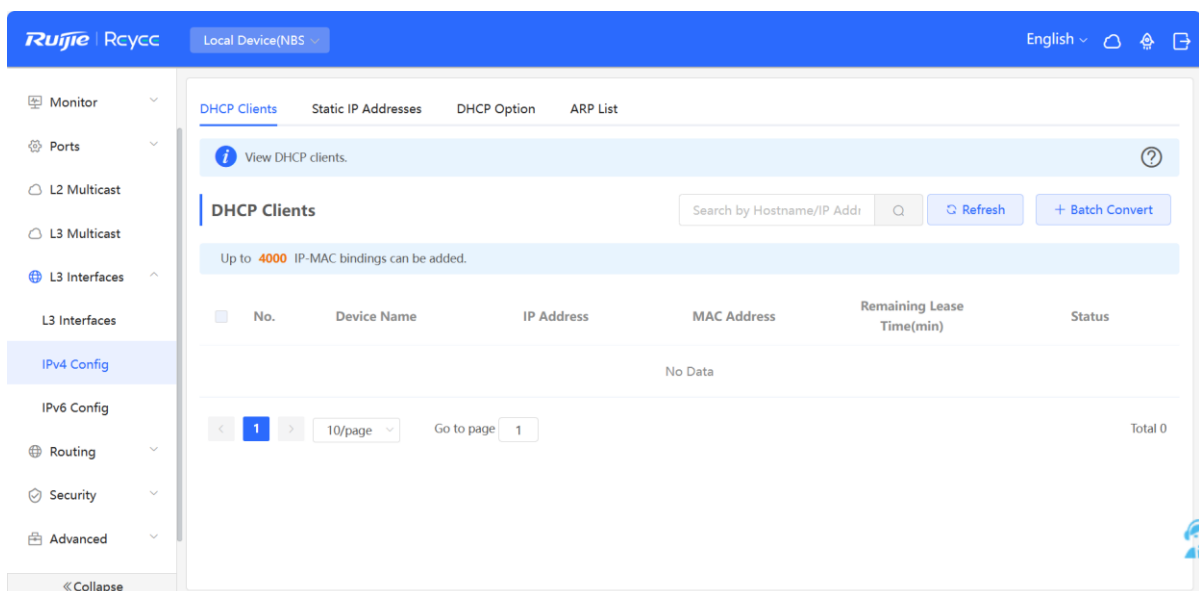 Ruijie | Rcycc
Local Device(NBS
English
Monitor
Ports
L2 Multicast
L3 Multicast
L3 Interfaces
L3 Interfaces
IPv4 Config
IPv6 Config
Routing
Security
Advanced
Collapse
DHCP Clients Static IP Addresses DHCP Option ARP List
View DHCP clients.
DHCP Clients
Search by Hostname/IP Addr
Refresh
+ Batch Convert
Up to 4000 IP-MAC bindings can be added.
No. Device Name IP Address MAC Address Remaining Lease Time(min) Status
No Data
1
10/page
Go to page 1
Total 0